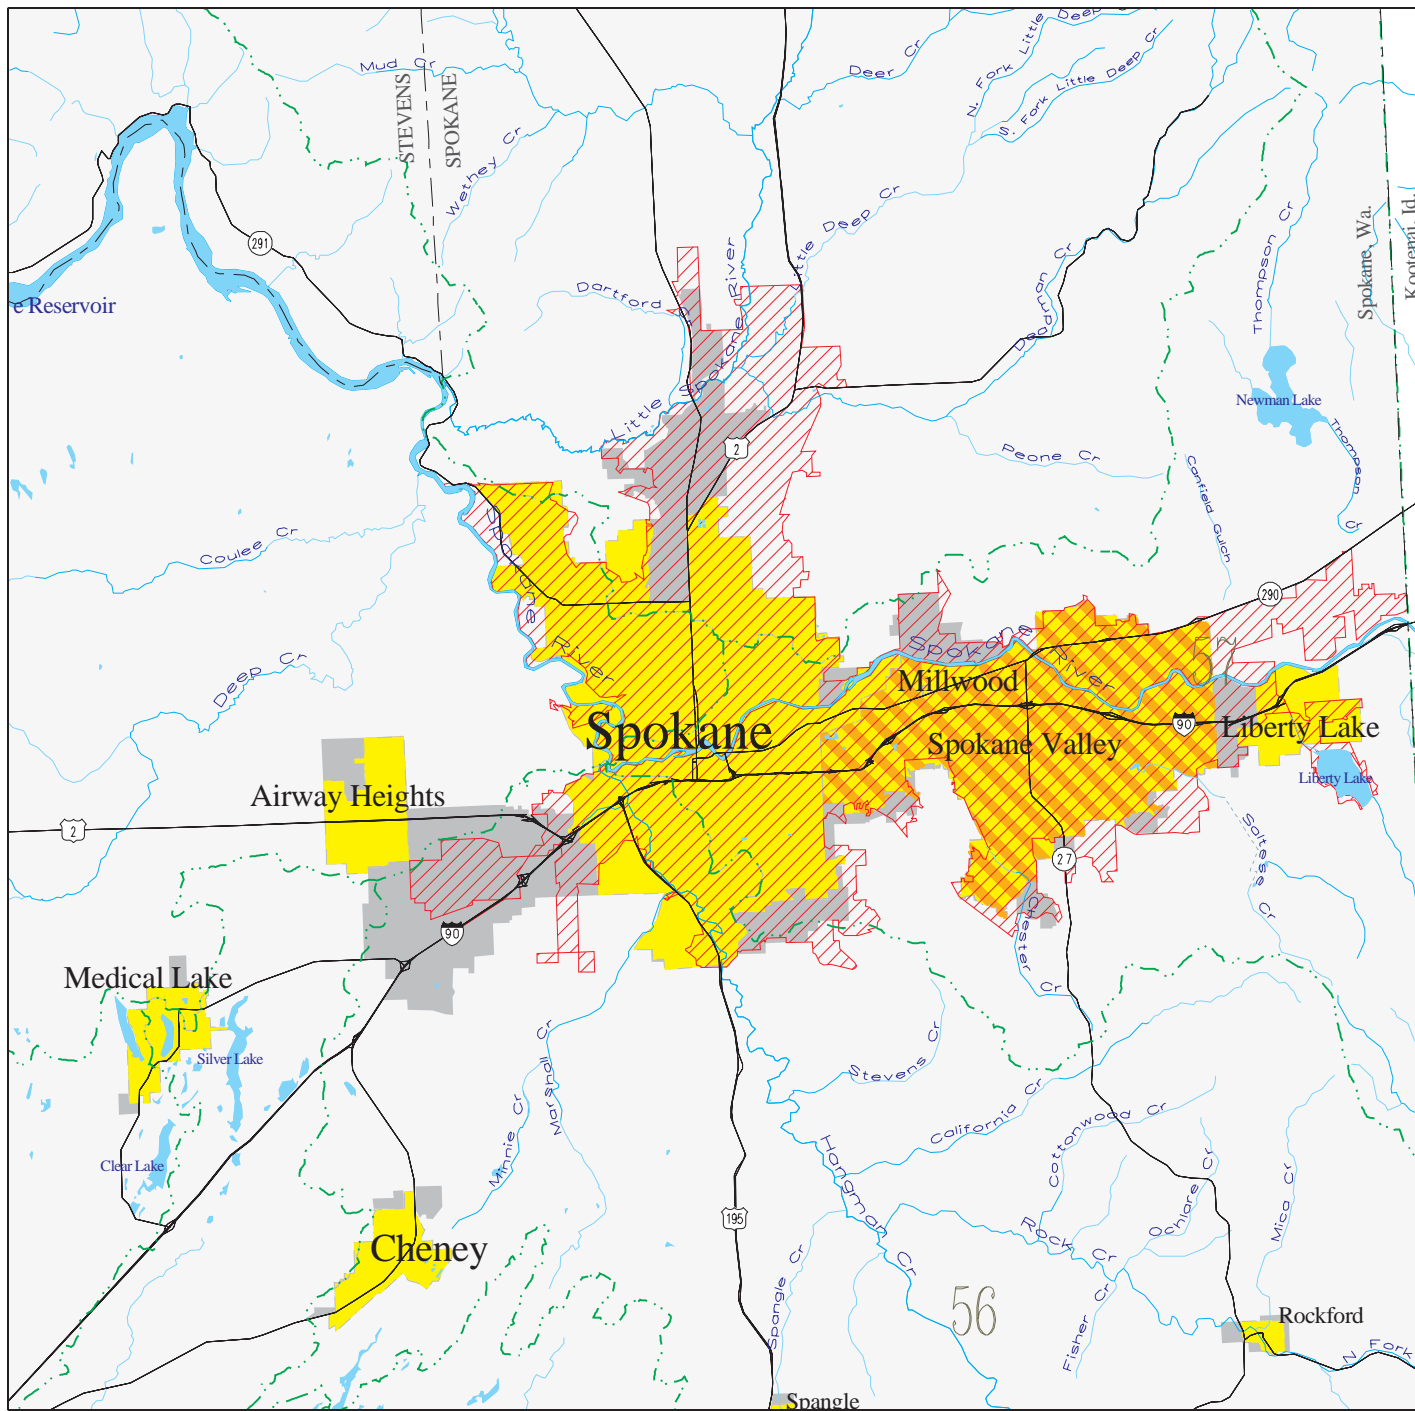 Mud Cr
STEVENS
SPOKANE
Wethey Cr
Deer Cr
N. Fork Little Deep Cr
S. Fork Little Deep Cr
Little Deep Cr
291
e Reservoir
Dartford Cr
Little Spokane River
Deadman Cr
Thompson Cr
Spokane, Wa.
Kootenai, Id.
Newman Lake
Thompson Cr
2
Peone Cr
Canfield Gulch
Coulee Cr
Spokane River
290
Deep Cr
Spokane River
57
Millwood
Spokane
Spokane Valley
90
Liberty Lake
Liberty Lake
Airway Heights
2
Saltese Cr
27
Chester Cr
90
Medical Lake
Silver Lake
Marshall Cr
Minnie Cr
Stevens Cr
California Cr
Cottonwood Cr
Clear Lake
Hangman Cr
Ochlare Cr
Mica Cr
195
Rock Cr
Cheney
Spangle Cr
56
Fisher Cr
Rockford
N Fork
Spangle